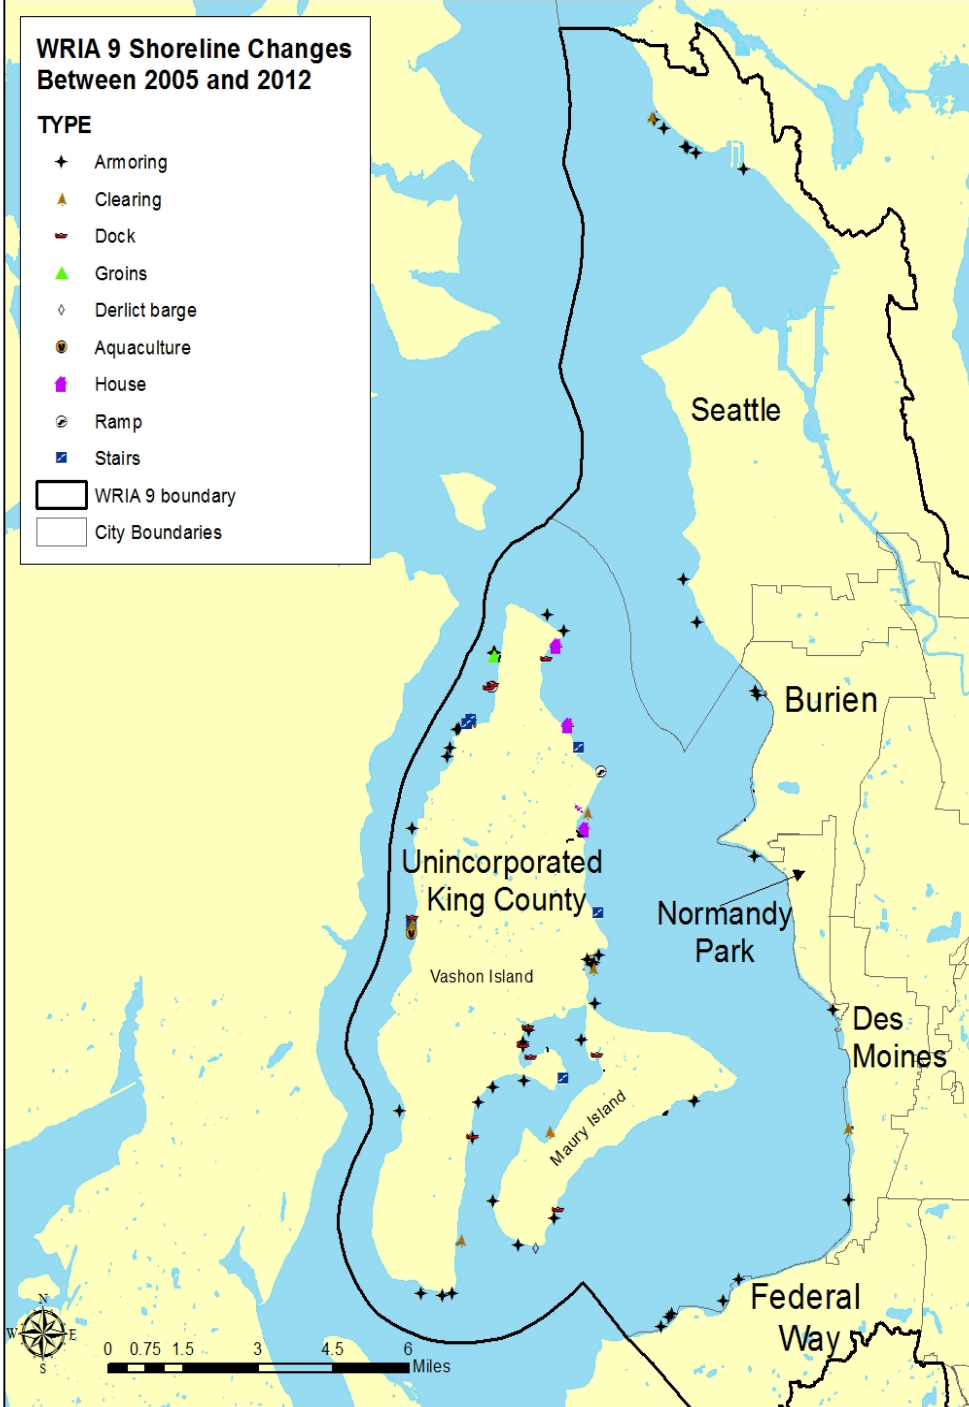 WRIA 9 Shoreline Changes
Between 2005 and 2012
TYPE
Armoring
Clearing
Dock
Groins
Derlict barge
Aquaculture
House
Ramp
Stairs
WRIA 9 boundary
City Boundaries
Seattle
Burien
Unincorporated
King County
Normandy
Park
Vashon Island
Des
Moines
Maury Island
Federal
Way
N
W
E
S
0 0.75 1.5 3 4.5 6
Miles